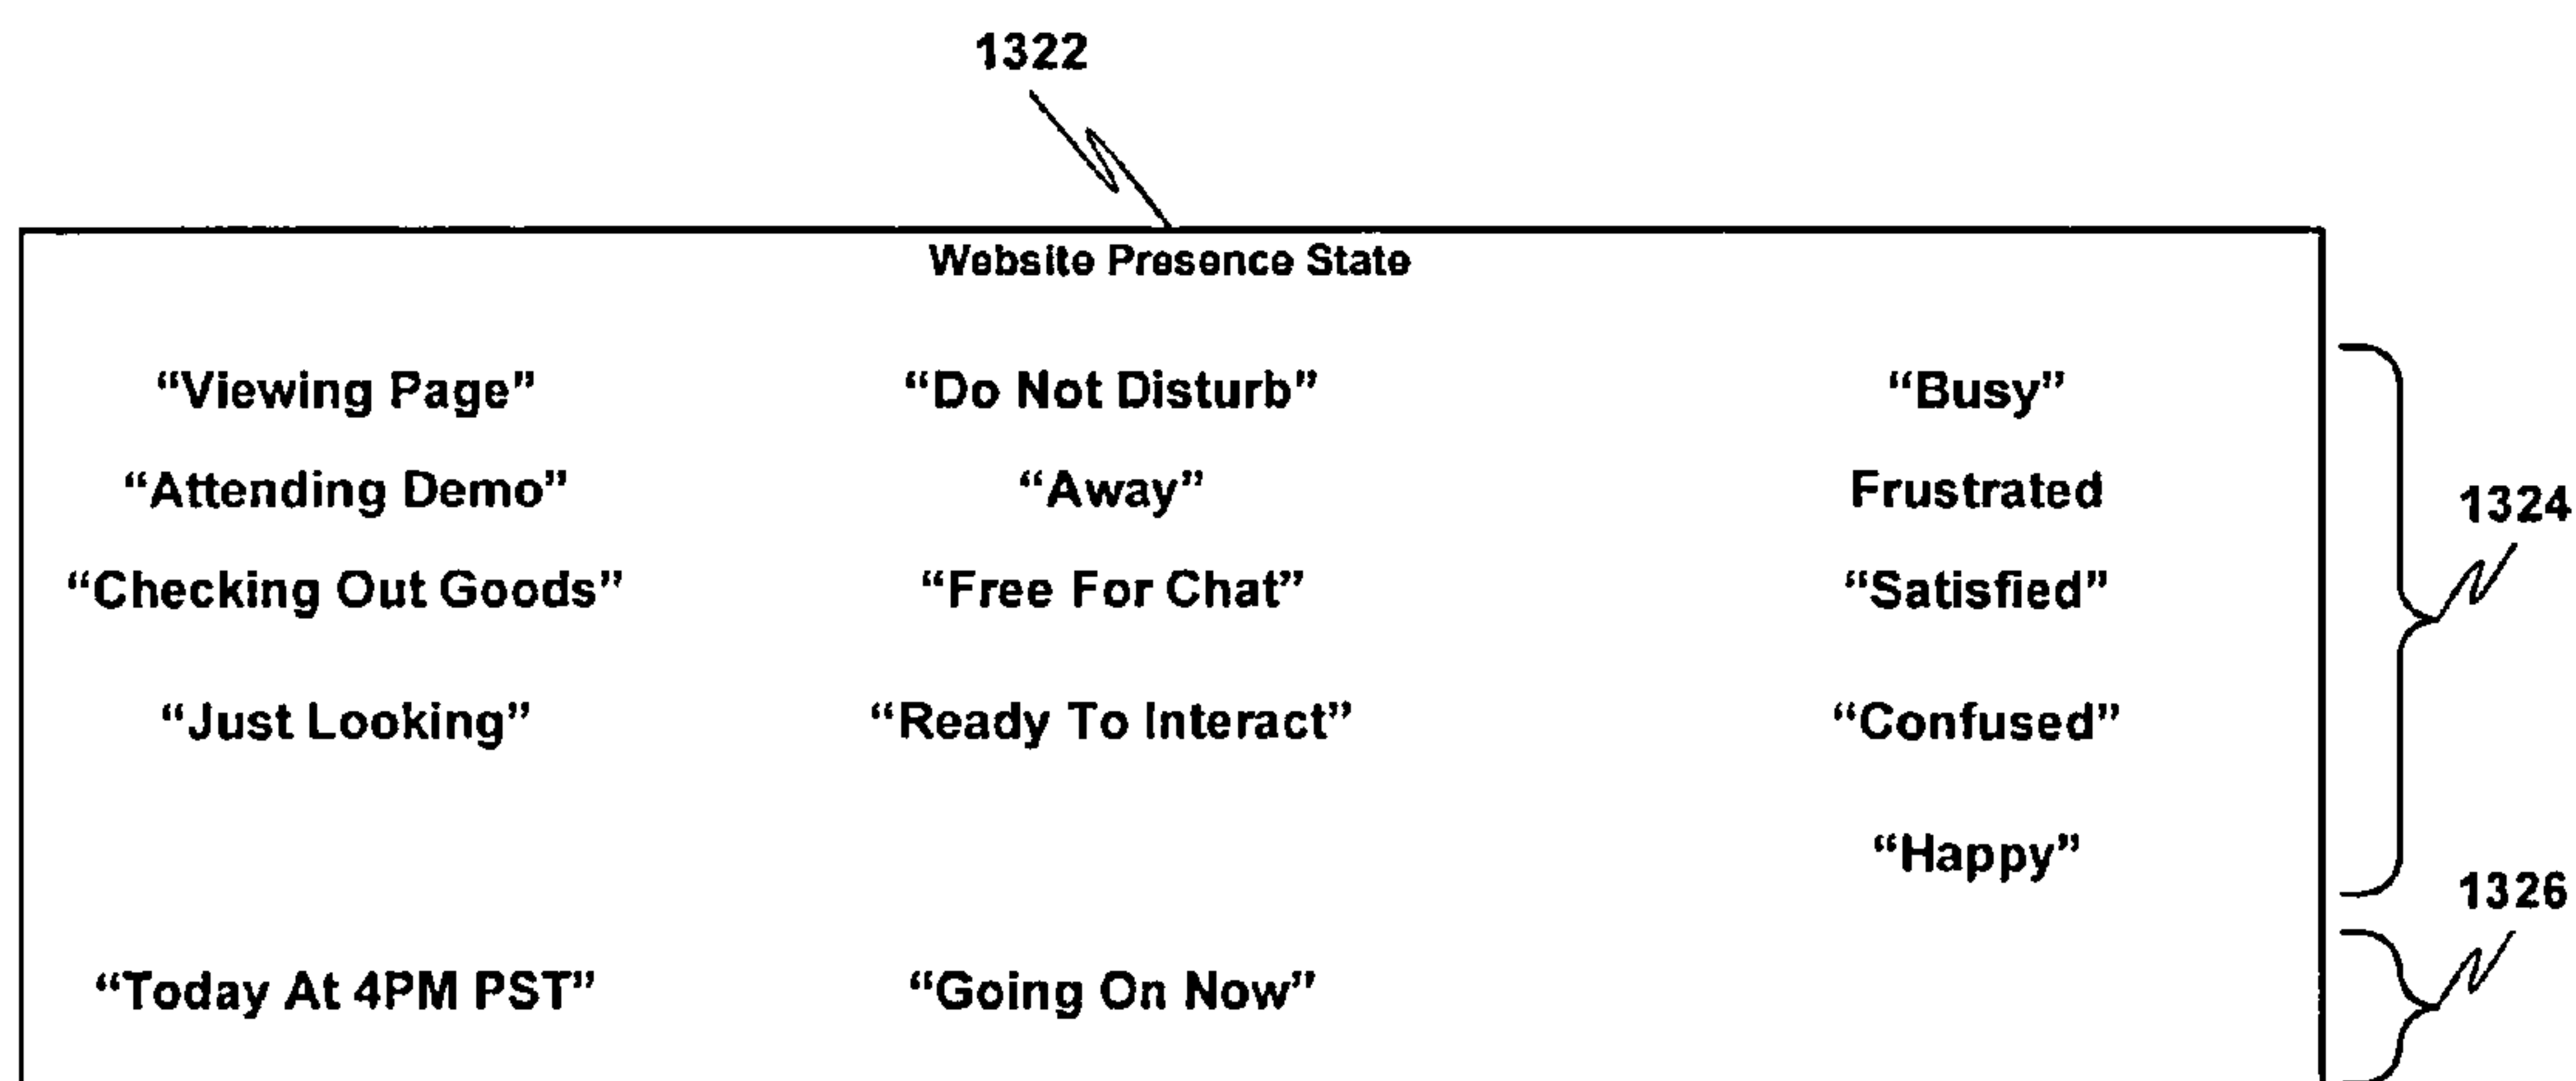 1322
Website Presence State
“Viewing Page” “Do Not Disturb” “Busy”
“Attending Demo” “Away” Frustrated
1324
“Checking Out Goods” “Free For Chat” “Satisfied”
“Just Looking” “Ready To Interact” “Confused”
“Happy”
1326
“Today At 4PM PST” “Going On Now”